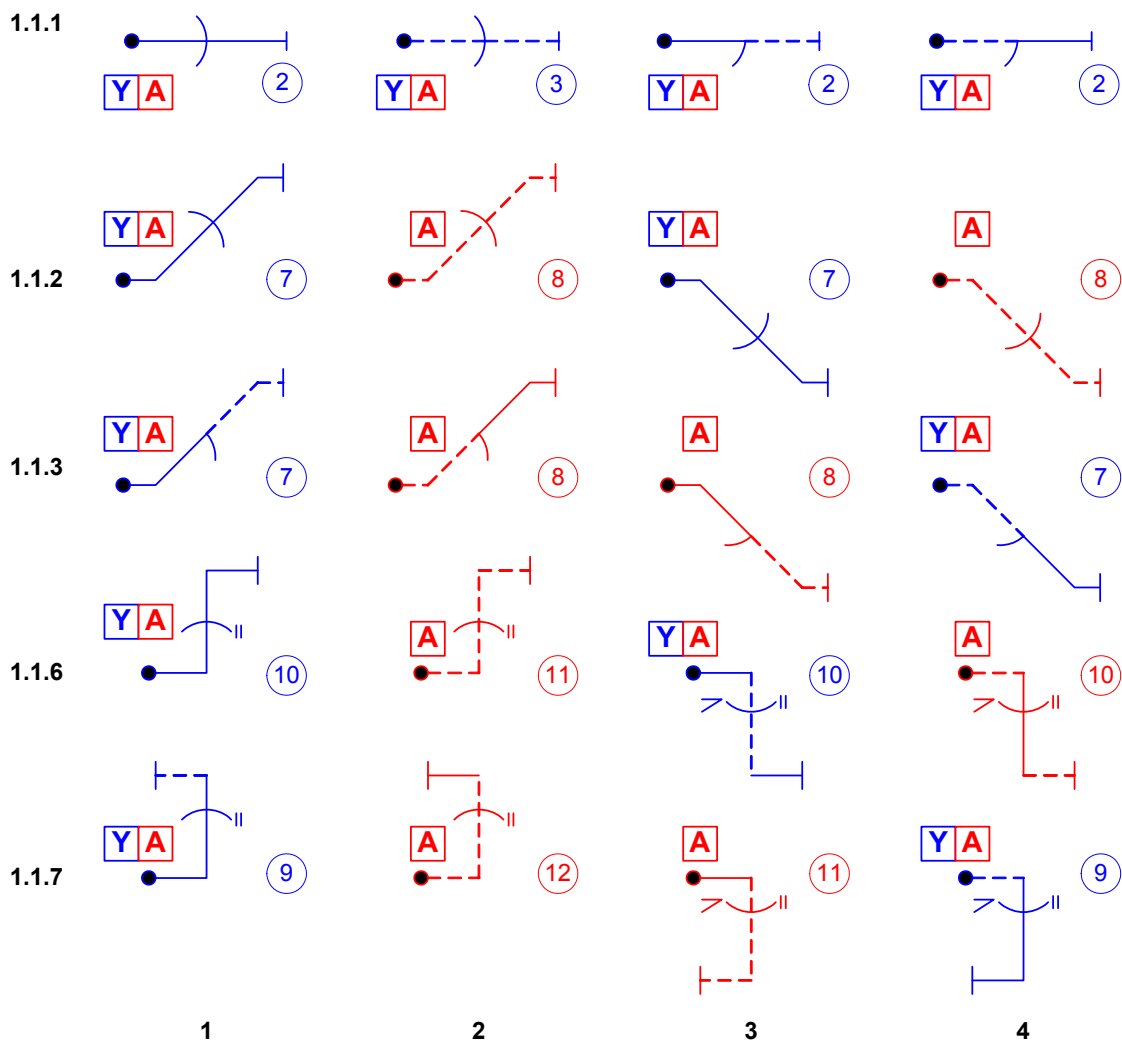 1.1.1
Y A 2
Y A 3
Y A 2
Y A 2
1.1.2
Y A 7
A 8
Y A 7
A 8
1.1.3
Y A 7
A 8
A 8
Y A 7
1.1.6
Y A 10
A 11
Y A 10
A 10
1.1.7
Y A 9
A 12
A 11
Y A 9
1 2 3 4